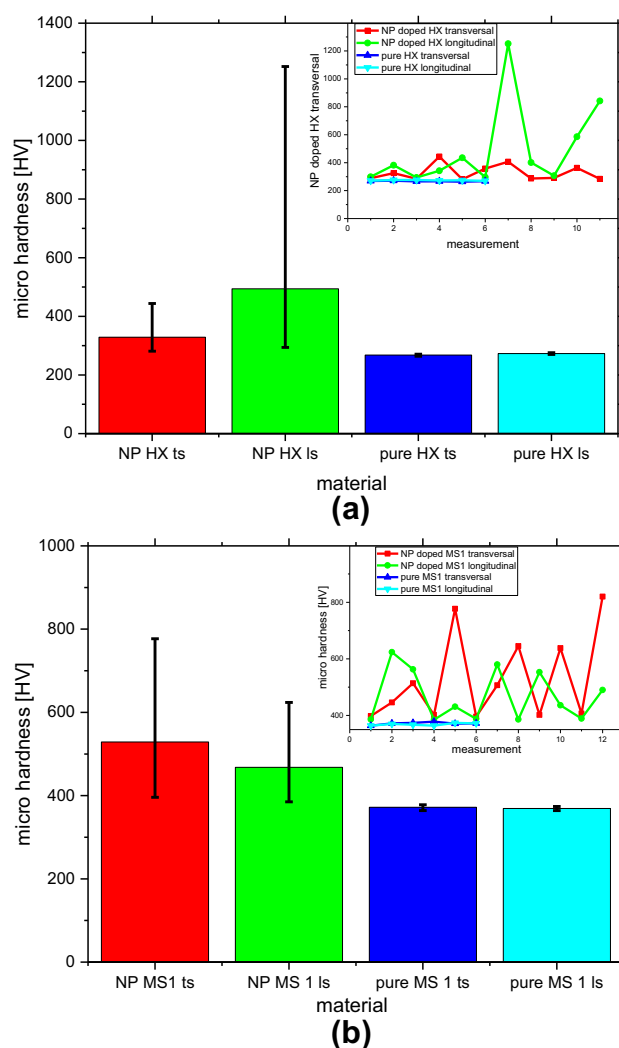 1400
1200
1000
800
600
400
200
0
micro hardness [HV]
NP HX ts
NP HX ls
pure HX ts
pure HX ls
material
NP doped HX transversal
NP doped HX longitudinal
pure HX transversal
pure HX longitudinal
1200
1000
800
600
400
200
0
NP doped HX transversal
0 2 4 6 8 10
measurement
(a)
1000
800
600
400
200
0
micro hardness [HV]
NP MS1 ts
NP MS 1 ls
pure MS 1 ts
pure MS 1 ls
material
NP doped MS1 transversal
NP doped MS1 longitudinal
pure MS1 transversal
pure MS1 longitudinal
800
600
400
micro hardness [HV]
0 2 4 6 8 10 12
measurement
(b)